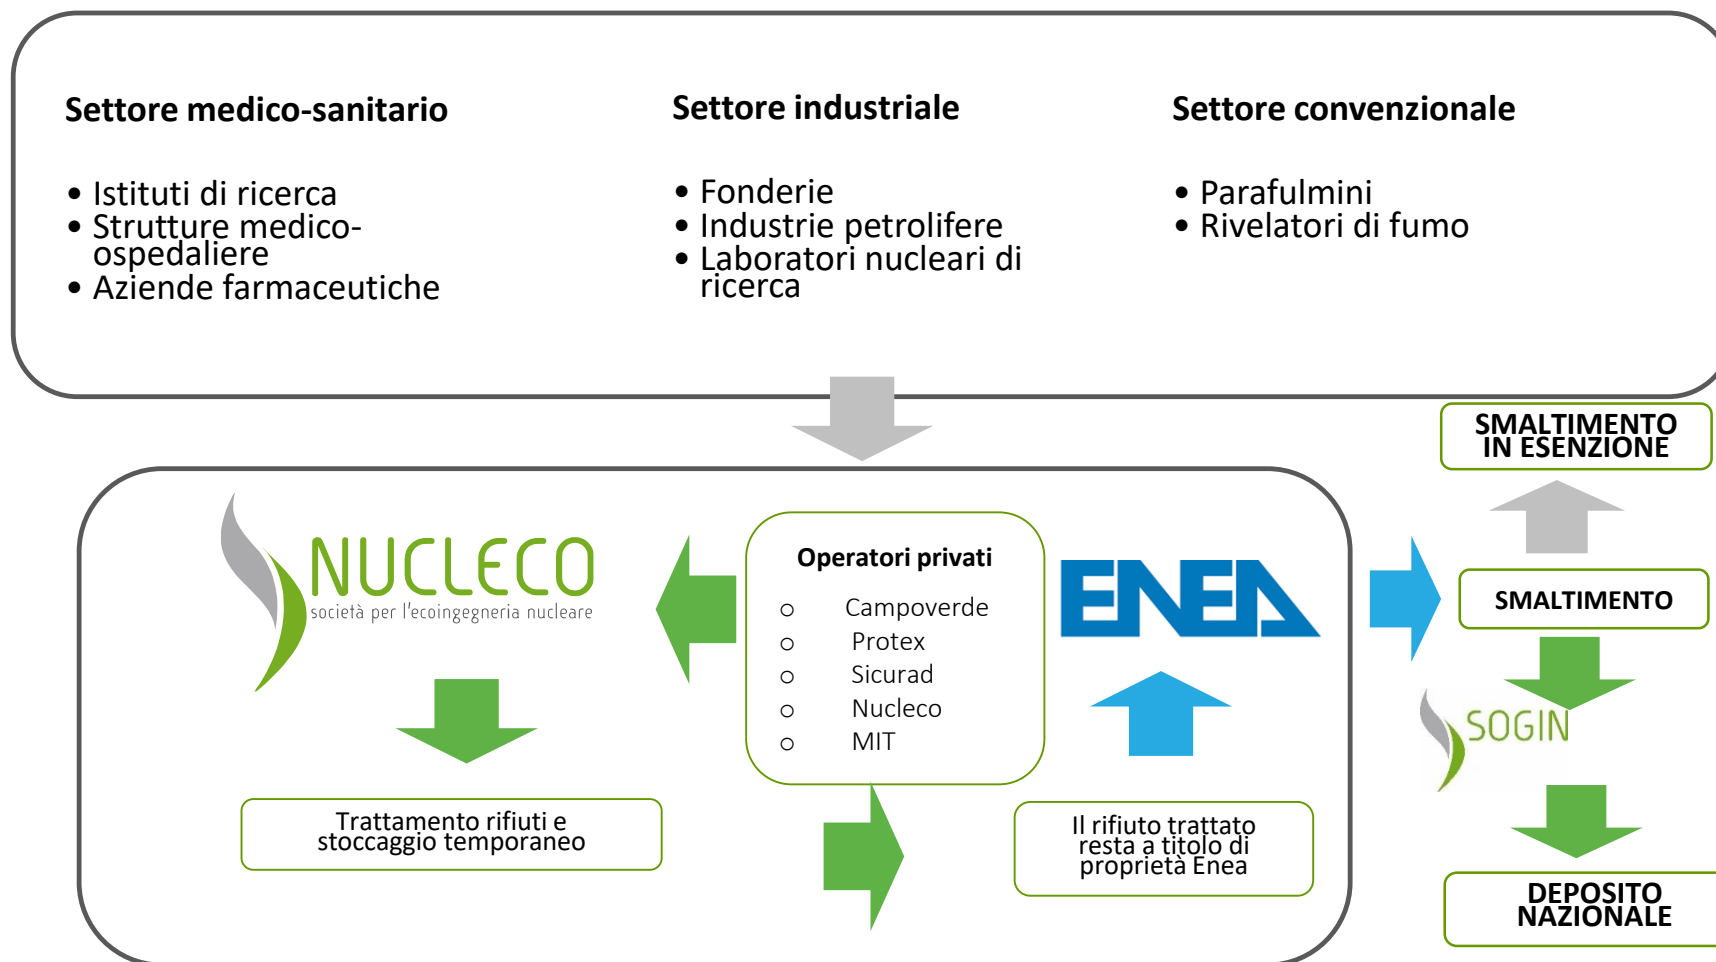 Settore medico-sanitario
• Istituti di ricerca
• Strutture medico-
ospedaliere
• Aziende farmaceutiche
Settore industriale
• Fonderie
• Industrie petrolifere
• Laboratori nucleari di
ricerca
Settore convenzionale
• Parafulmini
• Rivelatori di fumo
NUCLECO
società per l'ecoingegneria nucleare
Trattamento rifiuti e
stoccaggio temporaneo
Operatori privati
o Campoverde
o Protex
o Sicurad
o Nucleco
o MIT
ENEA
Il rifiuto trattato
resta a titolo di
proprietà Enea
SMALTIMENTO
IN ESENZIONE
SMALTIMENTO
SOGIN
DEPOSITO
NAZIONALE